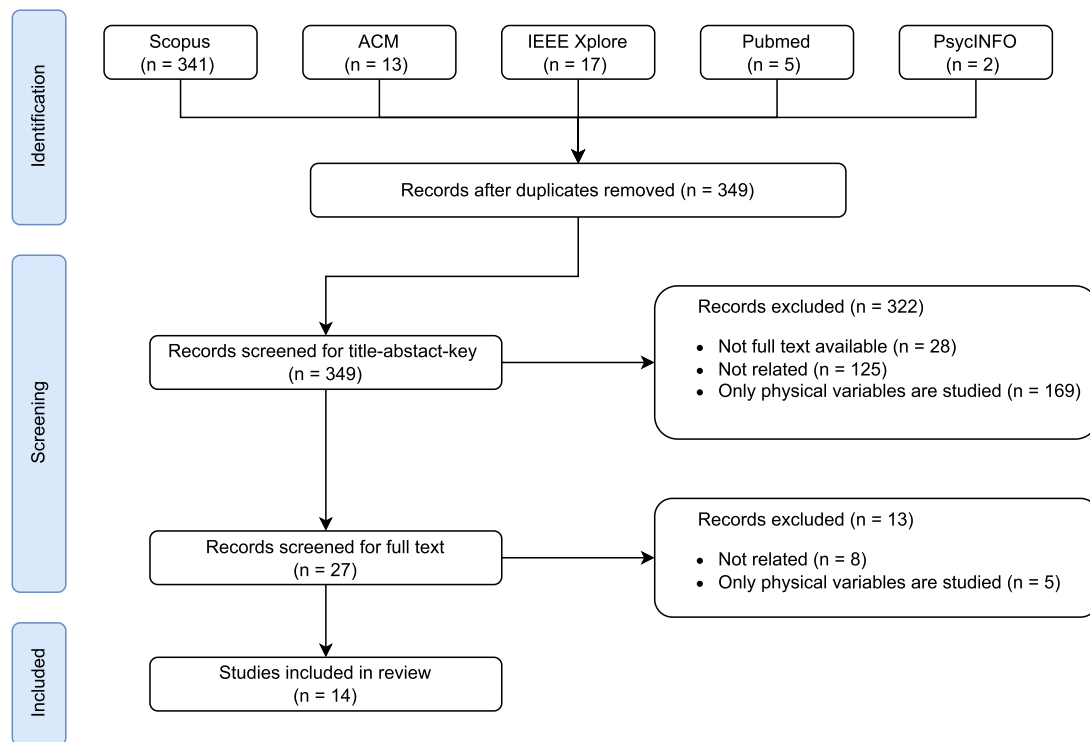 Identification
Scopus
(n = 341)
ACM
(n = 13)
IEEE Xplore
(n = 17)
Pubmed
(n = 5)
PsycINFO
(n = 2)
Records after duplicates removed (n = 349)
Screening
Records screened for title-abstact-key
(n = 349)
Records excluded (n = 322)
• Not full text available (n = 28)
• Not related (n = 125)
• Only physical variables are studied (n = 169)
Records screened for full text
(n = 27)
Records excluded (n = 13)
• Not related (n = 8)
• Only physical variables are studied (n = 5)
Included
Studies included in review
(n = 14)